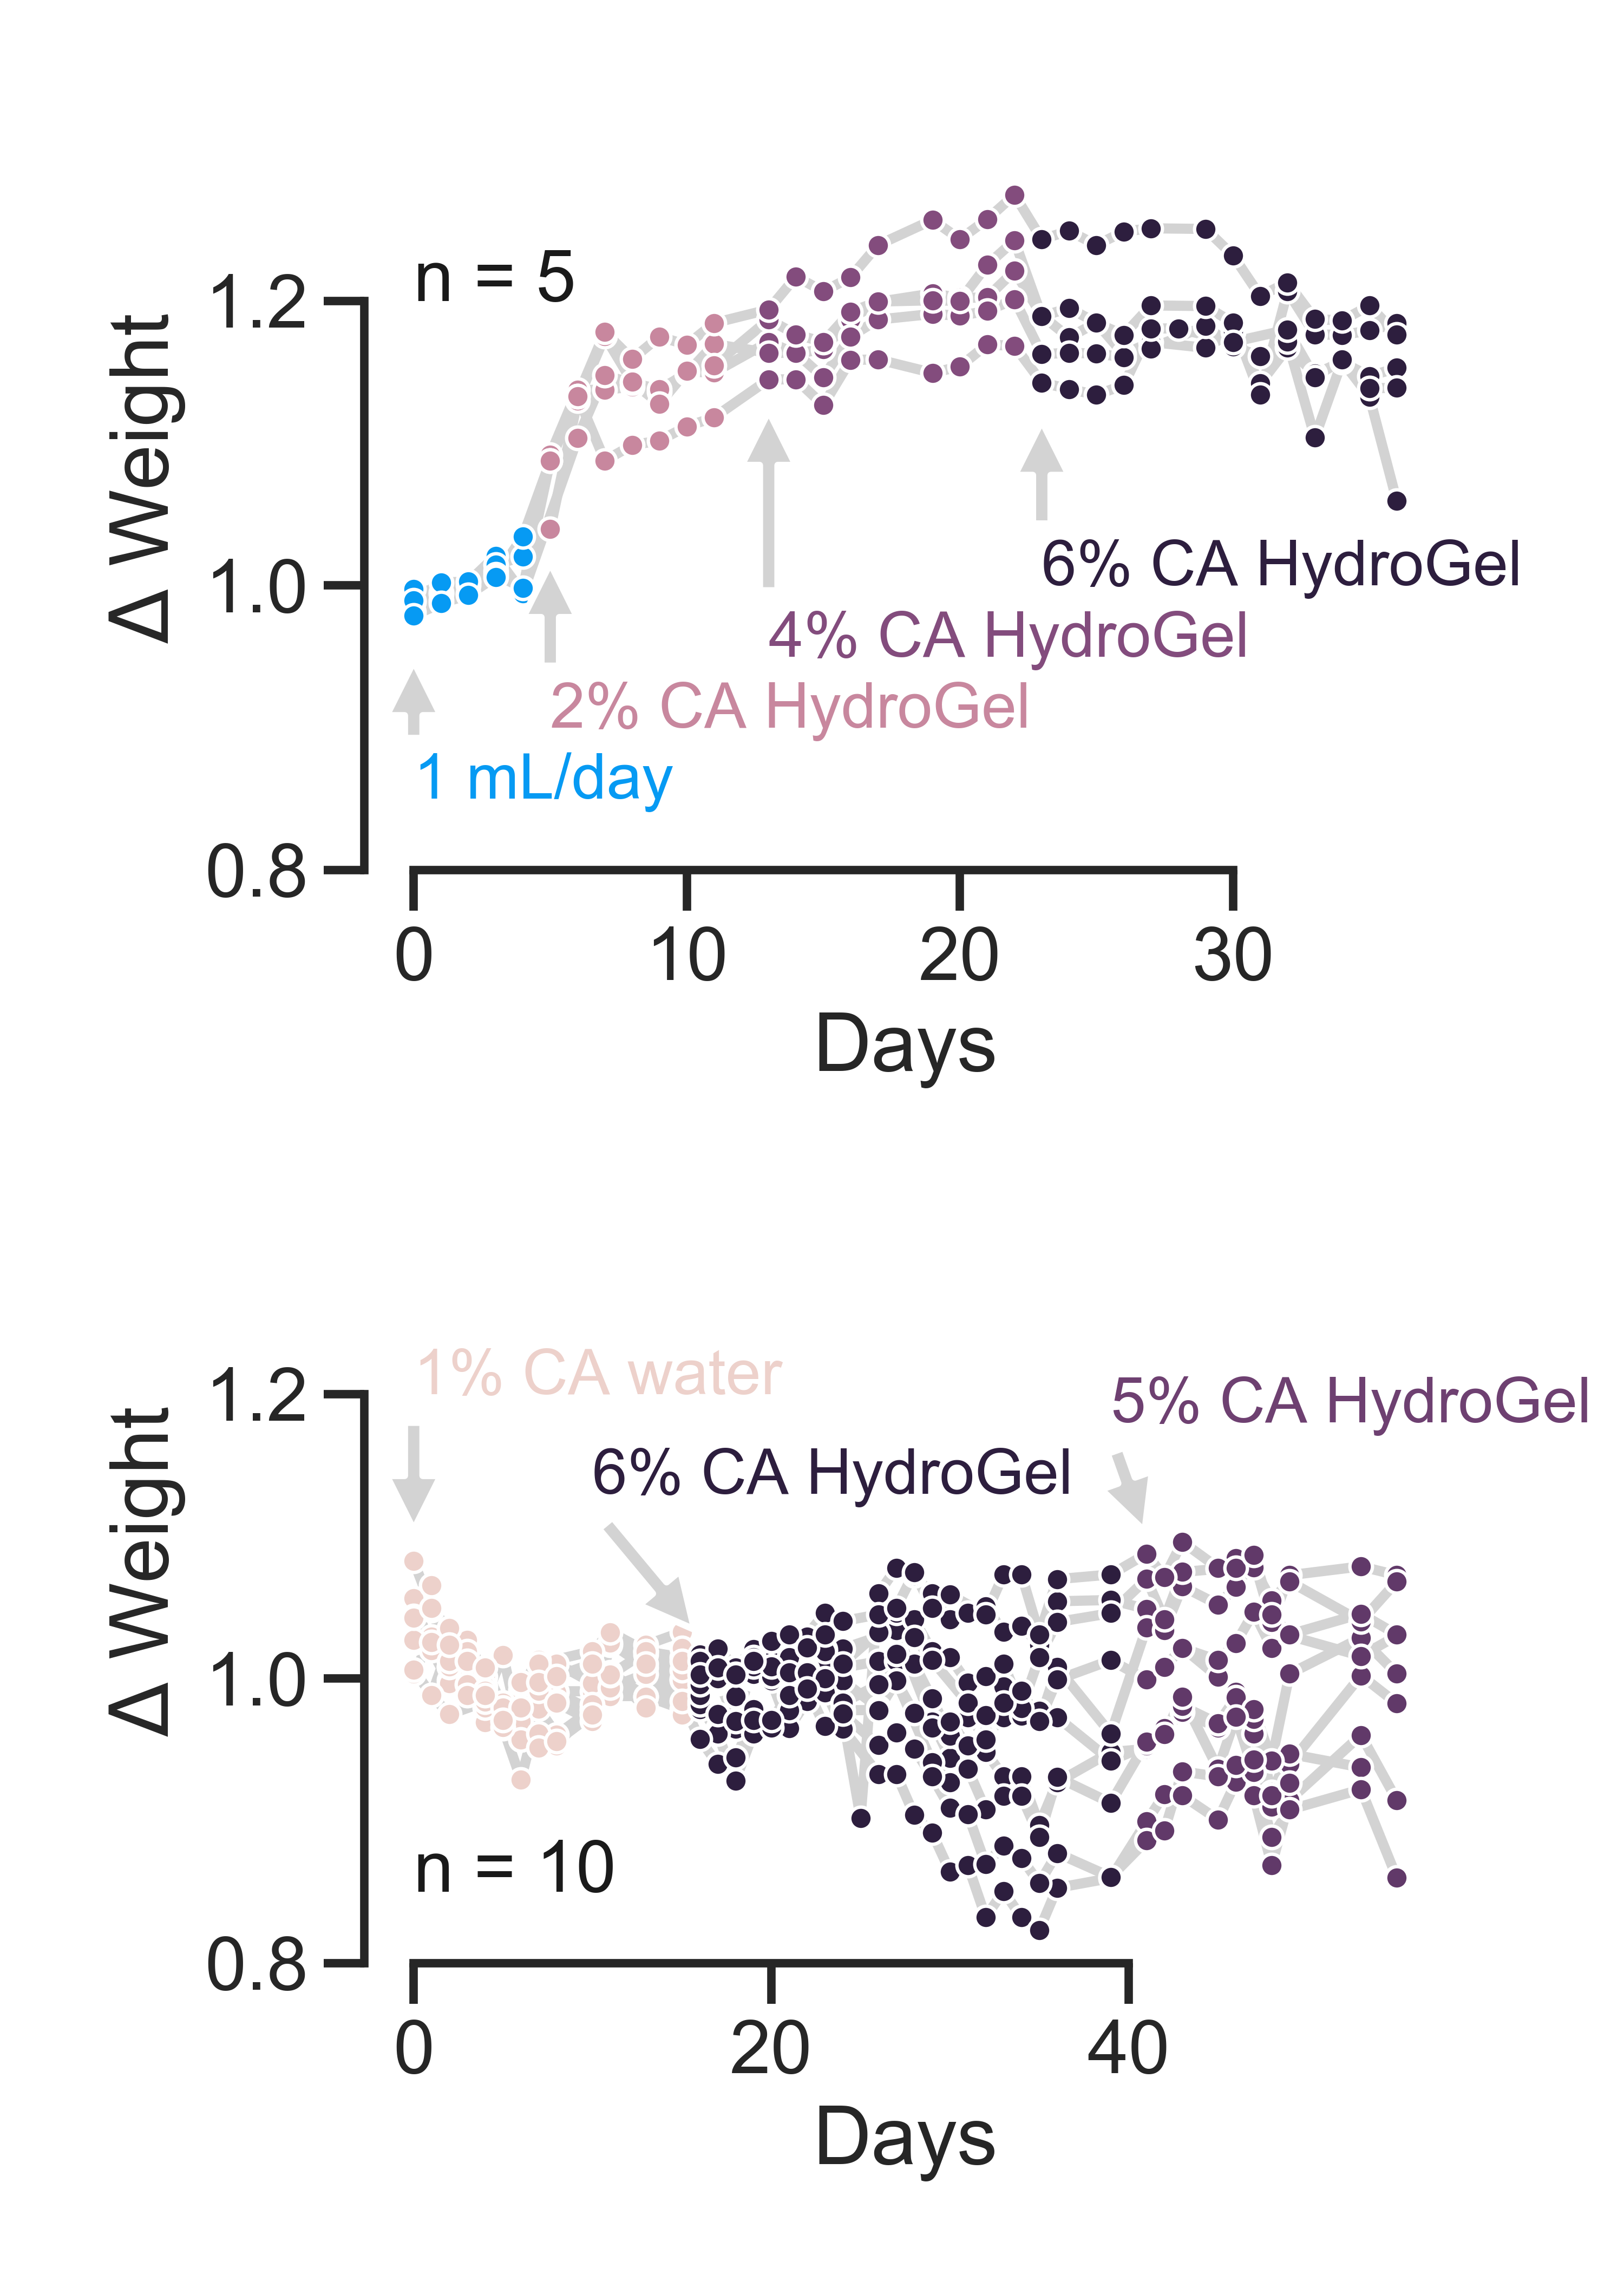 n = 5
1.2
1.0
0.8
Δ Weight
6% CA HydroGel
4% CA HydroGel
2% CA HydroGel
1 mL/day
0 10 20 30
Days
1% CA water
5% CA HydroGel
6% CA HydroGel
1.2
1.0
0.8
Δ Weight
n = 10
0 20 40
Days